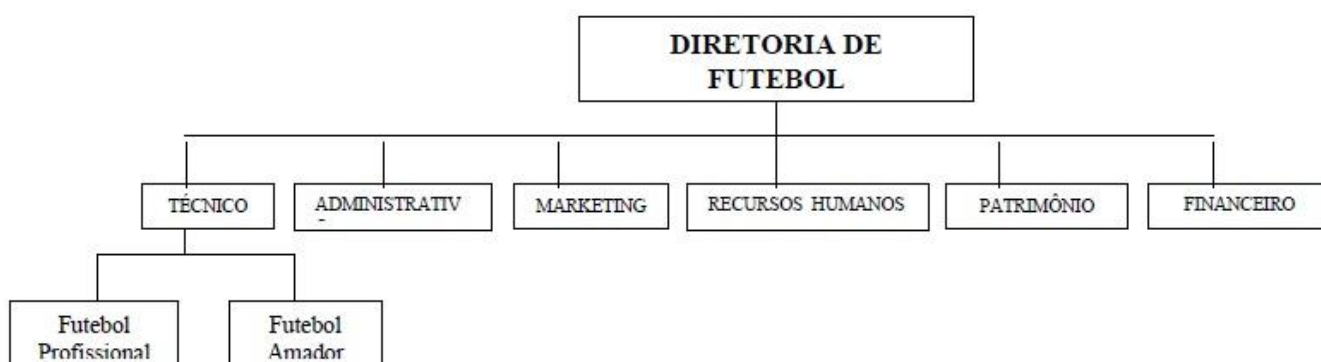 DIRETORIA DE
FUTEBOL
TÉCNICO
ADMINISTRATIV
MARKETING
RECURSOS HUMANOS
PATRIMÔNIO
FINANCEIRO
Futebol
Profissional
Futebol
Amador